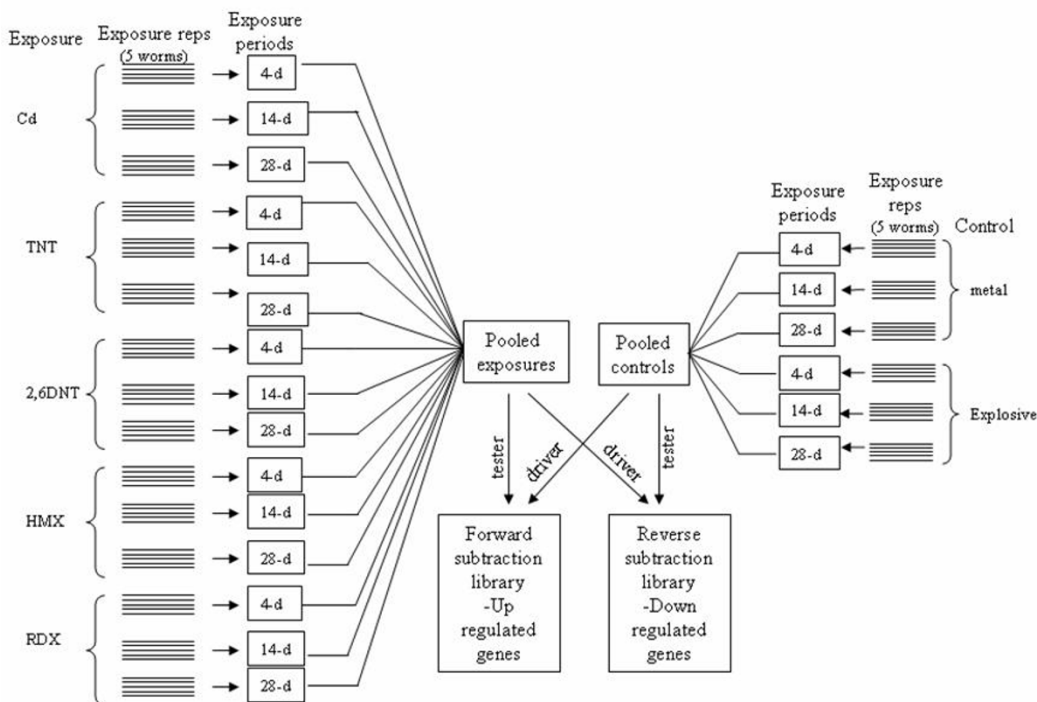 Exposure
Exposure reps
(5 worms)
Exposure
periods
Cd
4-d
14-d
28-d
TNT
4-d
14-d
28-d
2,6DNT
4-d
14-d
28-d
HMX
4-d
14-d
28-d
RDX
4-d
14-d
28-d
Pooled
exposures
Pooled
controls
tester
driver
driver
tester
Forward
subtraction
library
-Up
regulated
genes
Reverse
subtraction
library
-Down
regulated
genes
Exposure
periods
Exposure
reps
(5 worms)
Control
4-d
14-d
28-d
metal
4-d
14-d
28-d
Explosive